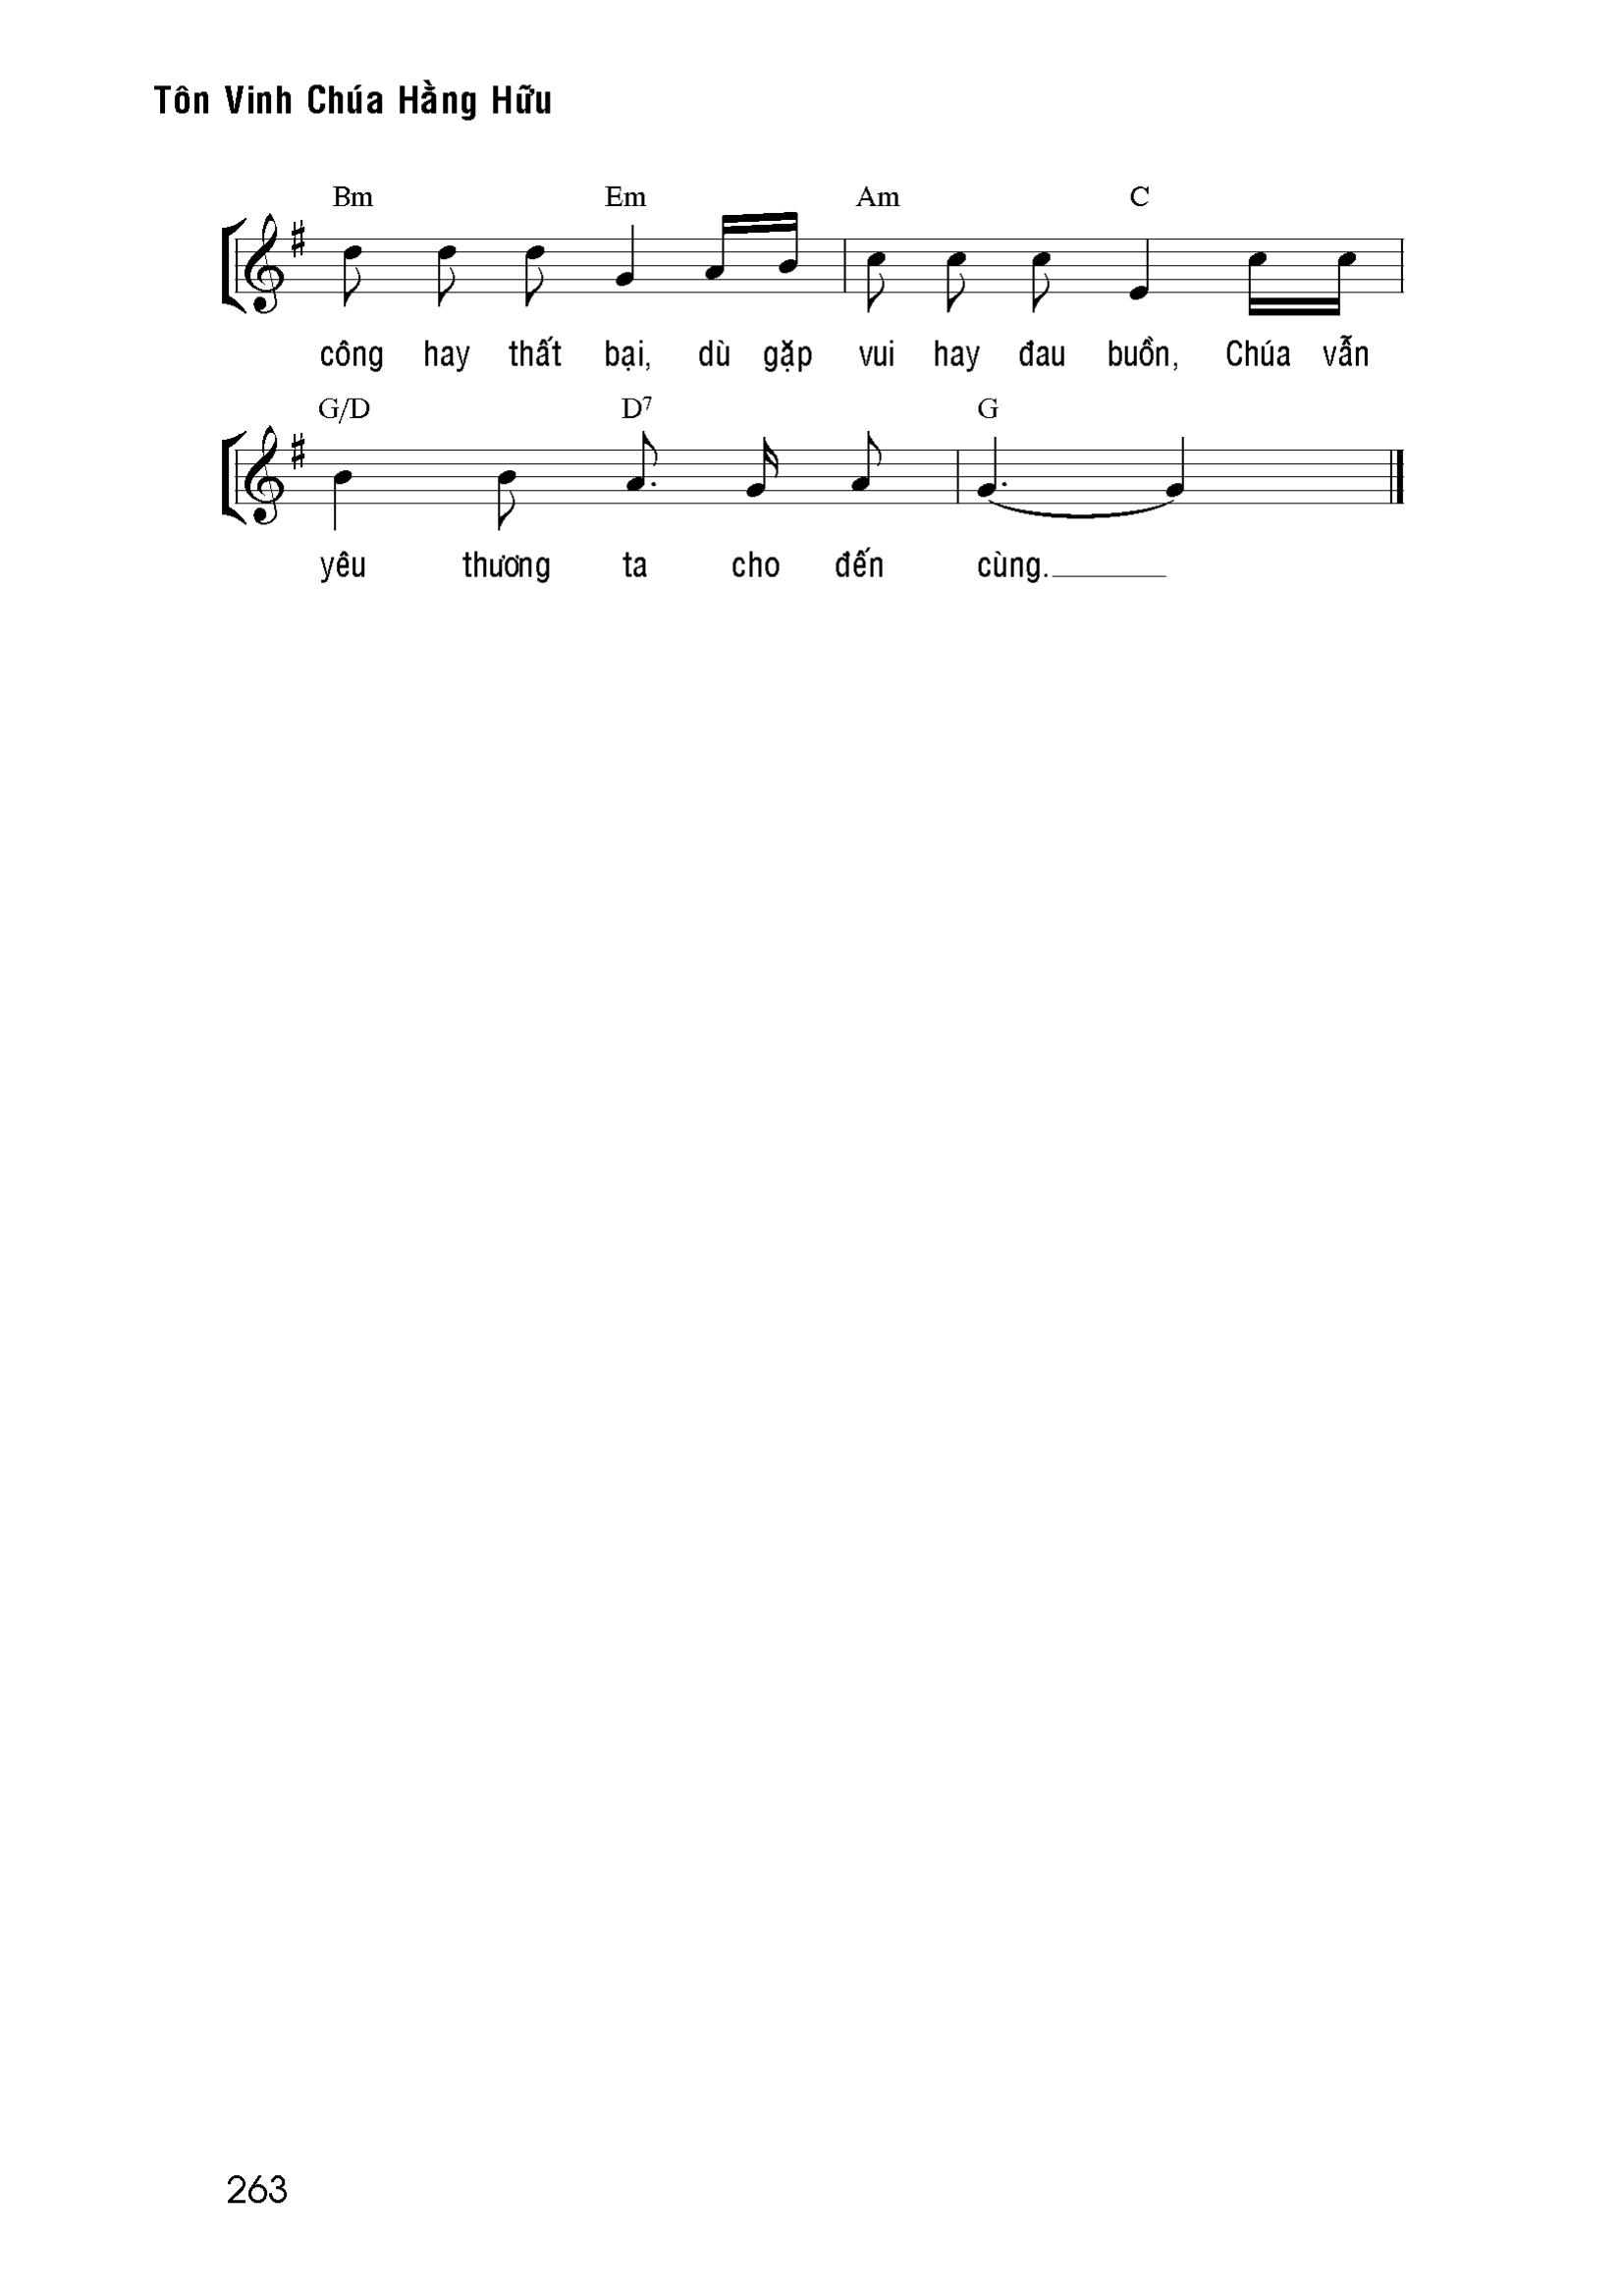 Tôn Vinh Chúa Hằng Hữu
Bm Em Am C
công hay thất bại, dù gặp vui hay đau buồn, Chúa vẫn
G/D D7 G
yêu thương ta cho đến cùng.
263